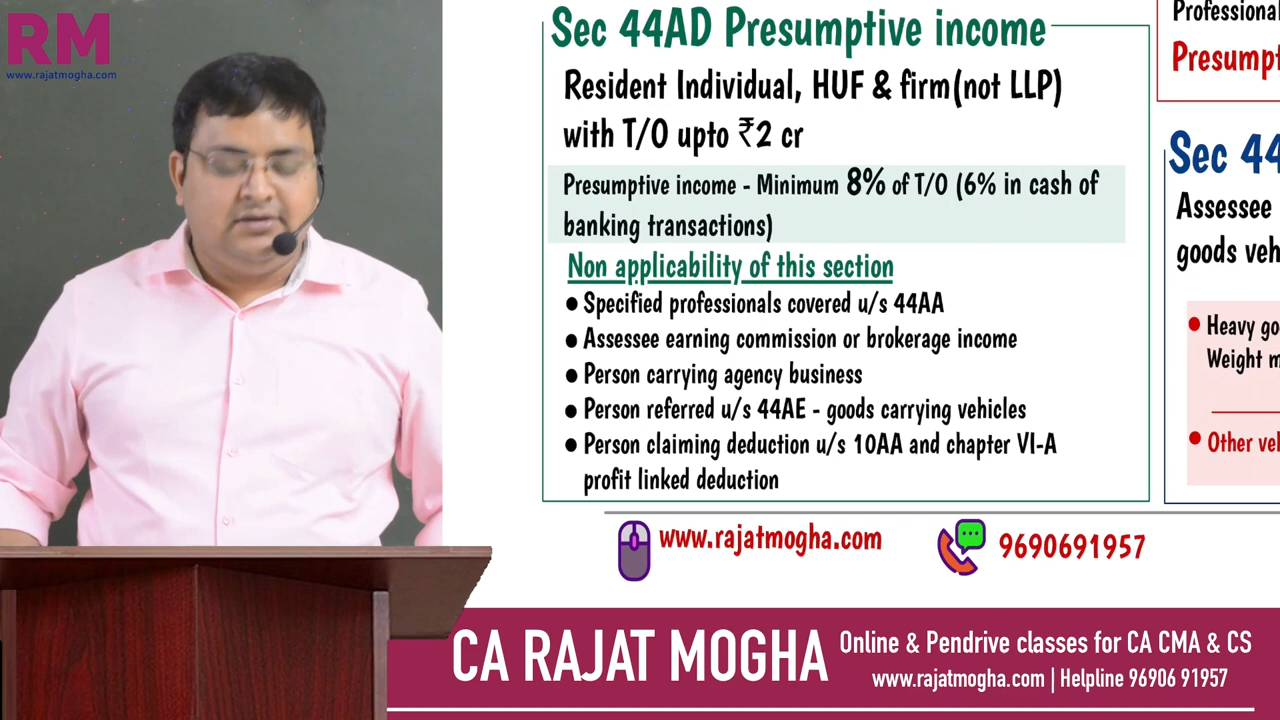 RM
www.rajatmogha.com
Sec 44AD Presumptive income
Resident Individual, HUF & firm(not LLP)
with T/O upto ₹2 cr
Presumptive income - Minimum 8% of T/O (6% in cash of
banking transactions)
Non applicability of this section
• Specified professionals covered u/s 44AA
• Assessee earning commission or brokerage income
• Person carrying agency business
• Person referred u/s 44AE - goods carrying vehicles
• Person claiming deduction u/s 10AA and chapter VI-A
profit linked deduction
Professional
Presumpt
Sec 44
Assessee
goods veh
• Heavy go
Weight m
• Other veh
www.rajatmogha.com
9690691957
CA RAJAT MOGHA
Online & Pendrive classes for CA CMA & CS
www.rajatmogha.com | Helpline 96906 91957